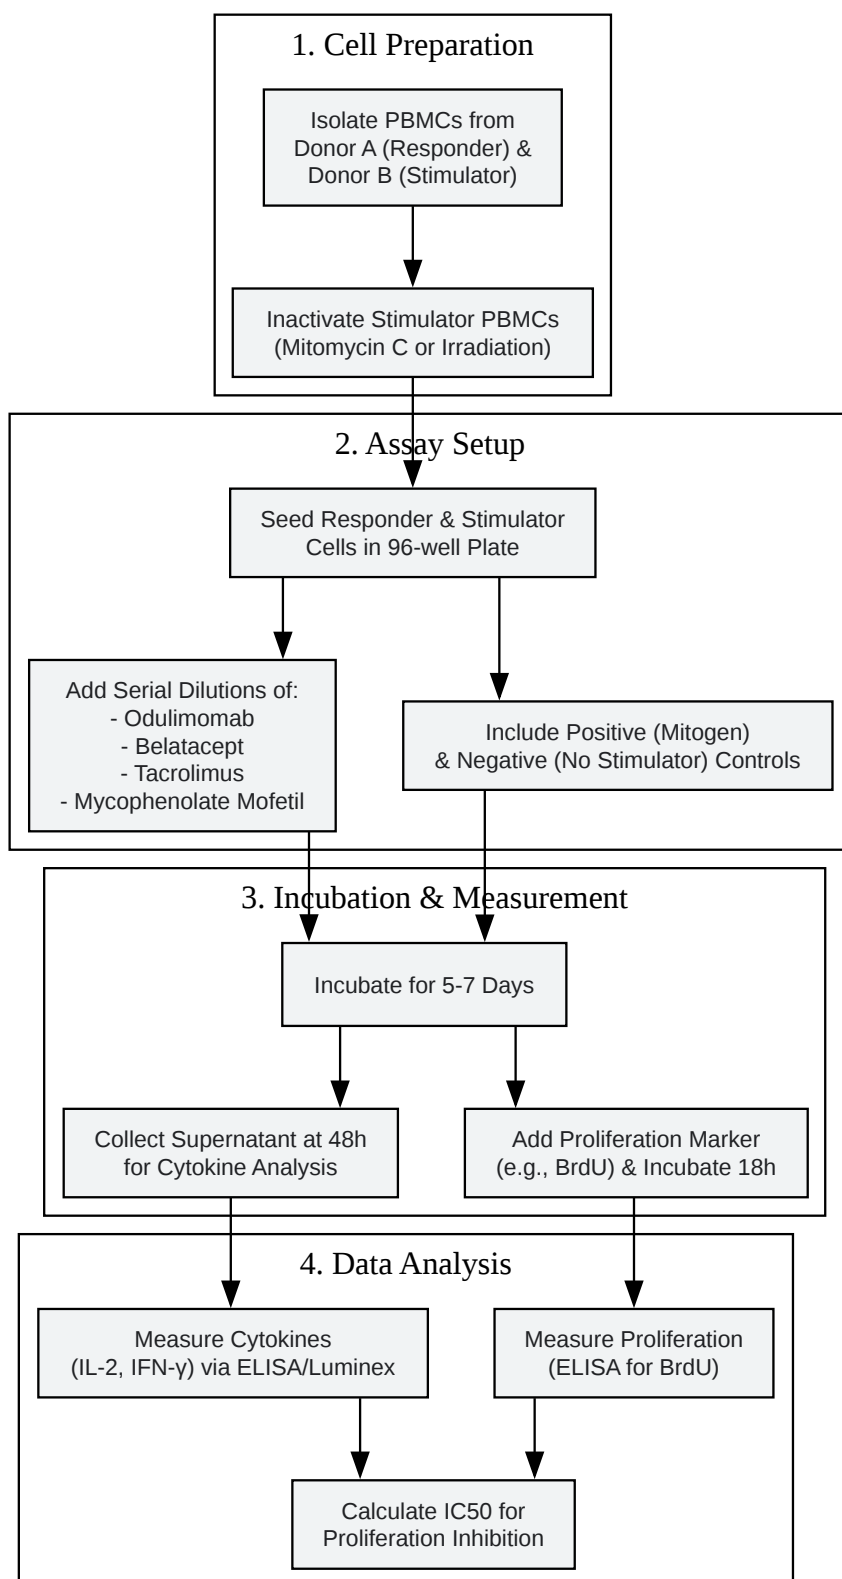 1. Cell Preparation
Isolate PBMCs from
Donor A (Responder) &
Donor B (Stimulator)
Inactivate Stimulator PBMCs
(Mitomycin C or Irradiation)
2. Assay Setup
Seed Responder & Stimulator
Cells in 96-well Plate
Add Serial Dilutions of:
- Odulimomab
- Belatacept
- Tacrolimus
- Mycophenolate Mofetil
Include Positive (Mitogen)
& Negative (No Stimulator) Controls
3. Incubation & Measurement
Incubate for 5-7 Days
Collect Supernatant at 48h
for Cytokine Analysis
Add Proliferation Marker
(e.g., BrdU) & Incubate 18h
4. Data Analysis
Measure Cytokines
(IL-2, IFN-γ) via ELISA/Luminex
Measure Proliferation
(ELISA for BrdU)
Calculate IC50 for
Proliferation Inhibition